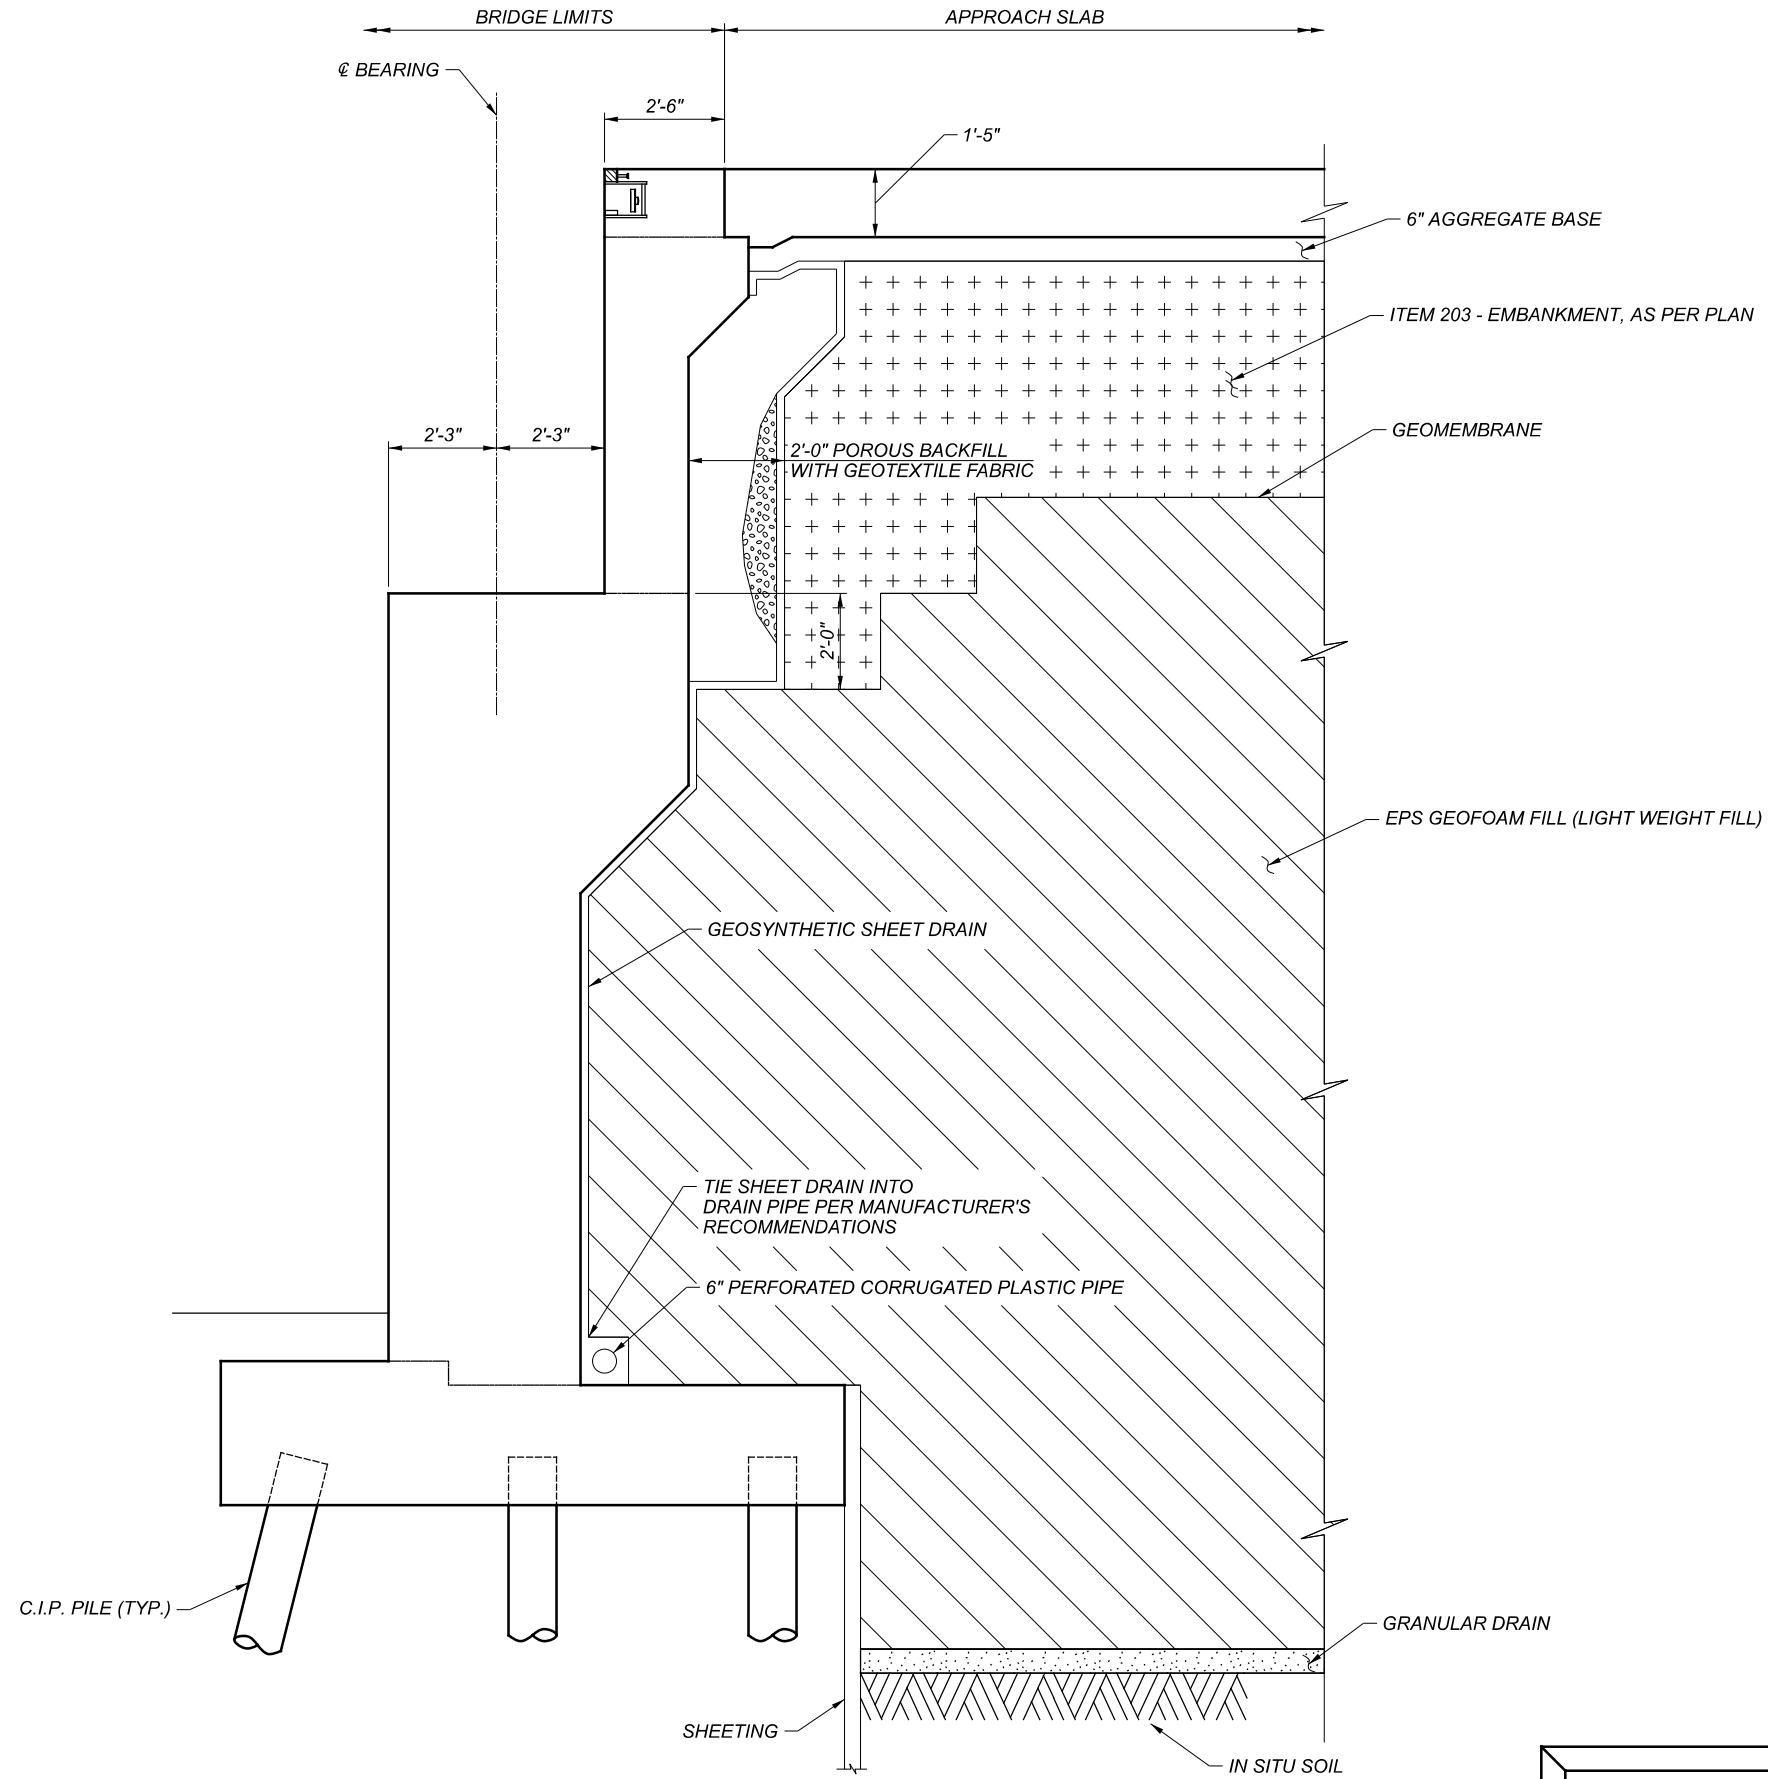 BRIDGE LIMITS
APPROACH SLAB
℄ BEARING
2'-6"
1'-5"
6" AGGREGATE BASE
ITEM 203 - EMBANKMENT, AS PER PLAN
GEOMEMBRANE
2'-3"
2'-3"
2'-0" POROUS BACKFILL
WITH GEOTEXTILE FABRIC
2'-0"
EPS GEOFOAM FILL (LIGHT WEIGHT FILL)
GEOSYNTHETIC SHEET DRAIN
TIE SHEET DRAIN INTO
DRAIN PIPE PER MANUFACTURER'S
RECOMMENDATIONS
6" PERFORATED CORRUGATED PLASTIC PIPE
C.I.P. PILE (TYP.)
GRANULAR DRAIN
SHEETING
IN SITU SOIL